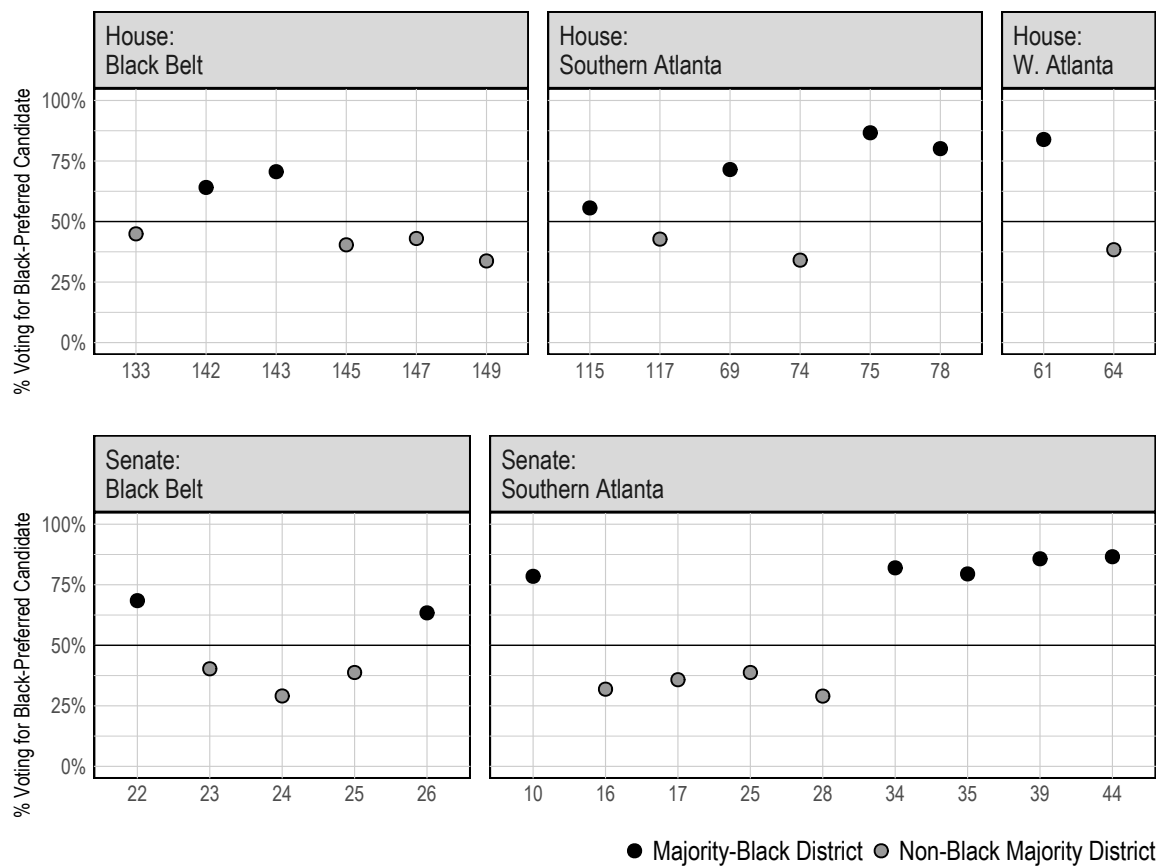 House:
Black Belt
House:
Southern Atlanta
House:
W. Atlanta
% Voting for Black-Preferred Candidate
100%
75%
50%
25%
0%
133 142 143 145 147 149
115 117 69 74 75 78
61 64
Senate:
Black Belt
Senate:
Southern Atlanta
% Voting for Black-Preferred Candidate
100%
75%
50%
25%
0%
22 23 24 25 26
10 16 17 25 28 34 35 39 44
Majority-Black District Non-Black Majority District